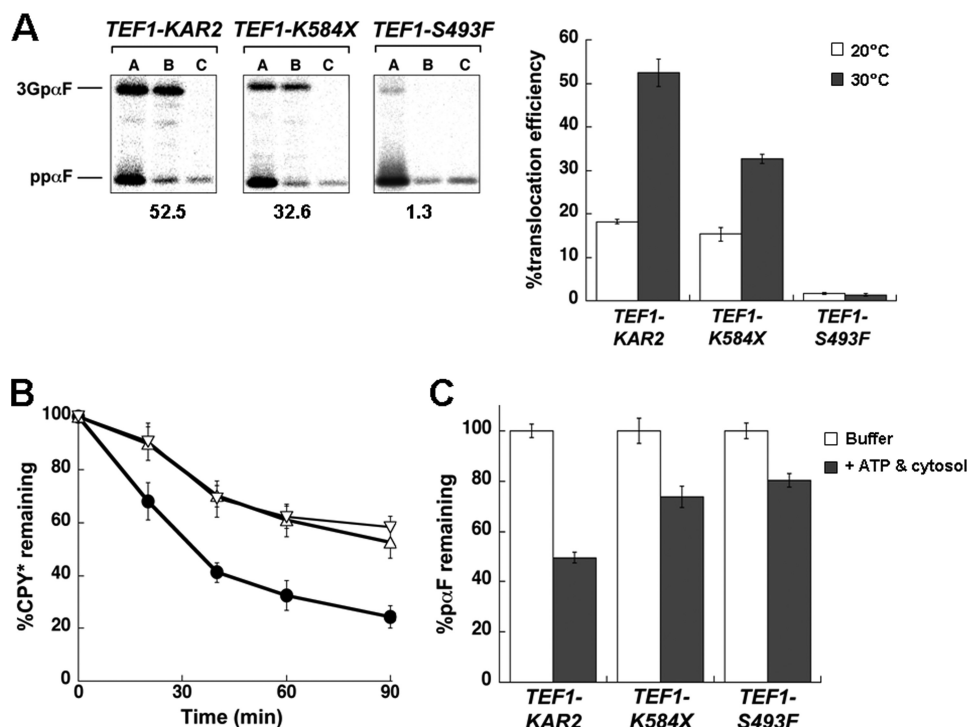 A
TEF1-KAR2 TEF1-K584X TEF1-S493F
A B C A B C A B C
3GpαF
ppαF
52.5 32.6 1.3
%translocation efficiency
60
50
40
30
20
10
0
20°C
30°C
TEF1- TEF1- TEF1-
KAR2 K584X S493F
B
%CPY* remaining
100
80
60
40
20
0
0 30 60 90
Time (min)
C
%pαF remaining
100
80
60
40
20
0
Buffer
+ ATP & cytosol
TEF1- TEF1- TEF1-
KAR2 K584X S493F